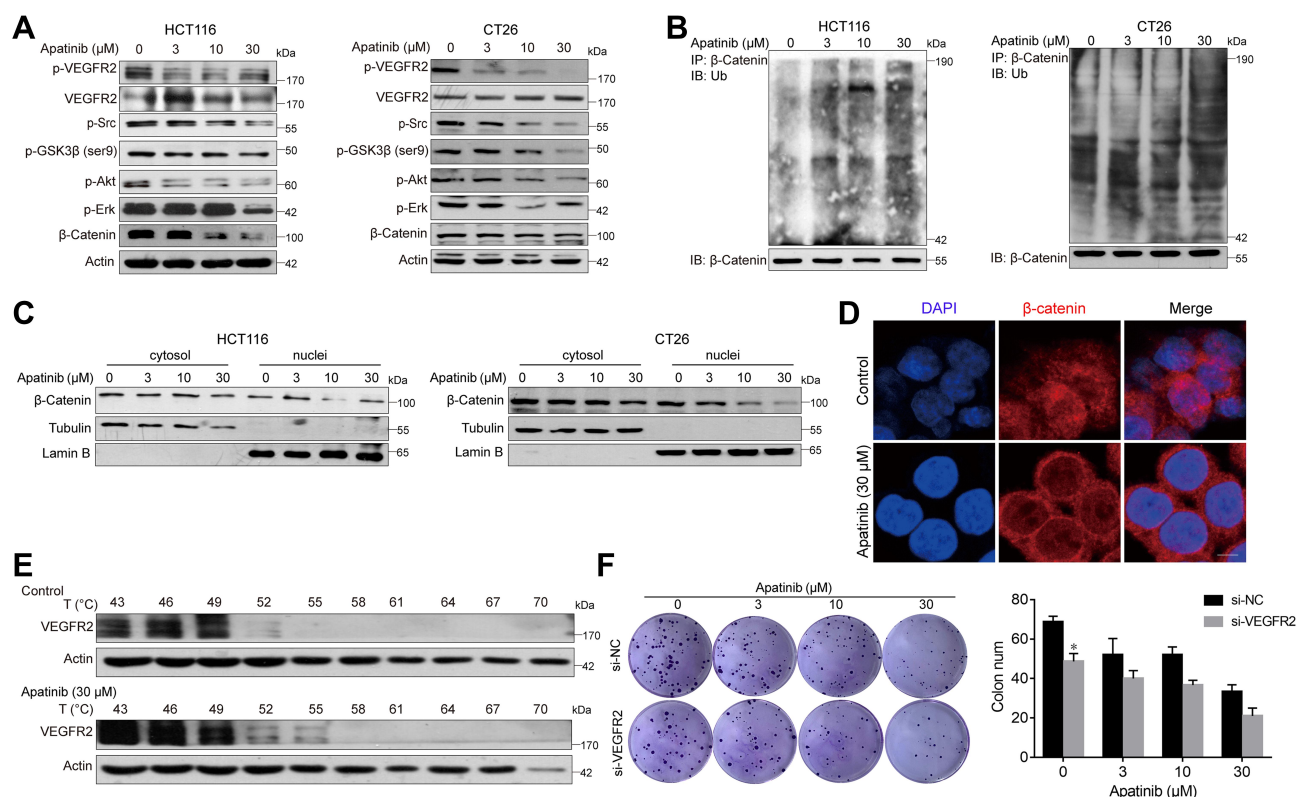 A
HCT116
Apatinib (μM) 0 3 10 30 kDa
p-VEGFR2 170
VEGFR2 170
p-Src 55
p-GSK3β (ser9) 50
p-Akt 60
p-Erk 42
β-Catenin 100
Actin 42
CT26
Apatinib (μM) 0 3 10 30 kDa
p-VEGFR2 170
VEGFR2 170
p-Src 55
p-GSK3β (ser9) 50
p-Akt 60
p-Erk 42
β-Catenin 100
Actin 42
B
HCT116
Apatinib (μM) 0 3 10 30 kDa
IP: β-Catenin 190
IB: Ub
42
IB: β-Catenin 55
CT26
Apatinib (μM) 0 3 10 30 kDa
IP: β-Catenin 190
IB: Ub
42
IB: β-Catenin 55
C
HCT116
cytosol nuclei
Apatinib (μM) 0 3 10 30 0 3 10 30 kDa
β-Catenin 100
Tubulin 55
Lamin B 65
CT26
cytosol nuclei
Apatinib (μM) 0 3 10 30 0 3 10 30 kDa
β-Catenin 100
Tubulin 55
Lamin B 65
D
DAPI β-catenin Merge
Control
Apatinib (30 μM)
E
Control
T (°C) 43 46 49 52 55 58 61 64 67 70 kDa
VEGFR2 170
Actin 42
Apatinib (30 μM)
T (°C) 43 46 49 52 55 58 61 64 67 70 kDa
VEGFR2 170
Actin 42
F
Apatinib (μM)
0 3 10 30
si-NC
si-VEGFR2
si-NC
si-VEGFR2
Colon num
80
60
40
20
0
*
0 3 10 30
Apatinib (μM)